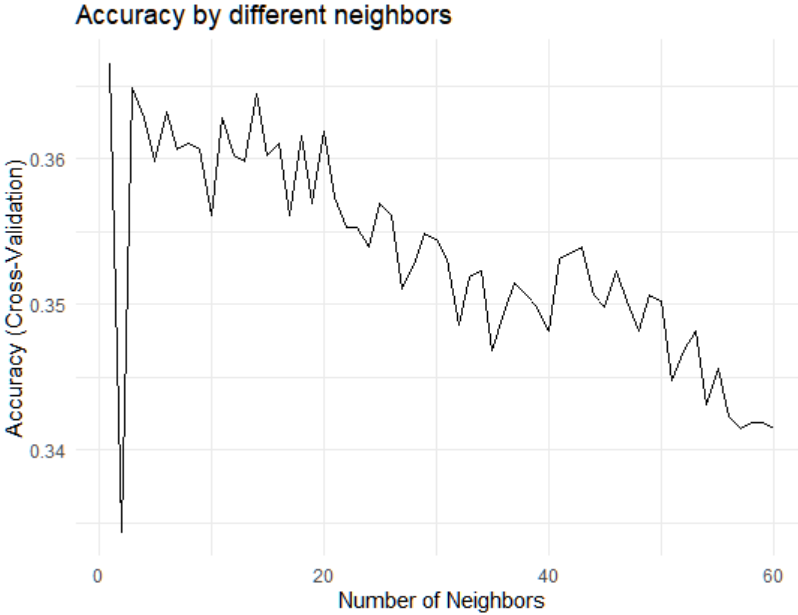 Accuracy by different neighbors
Accuracy (Cross-Validation)
0.36
0.35
0.34
0 20 40 60
Number of Neighbors